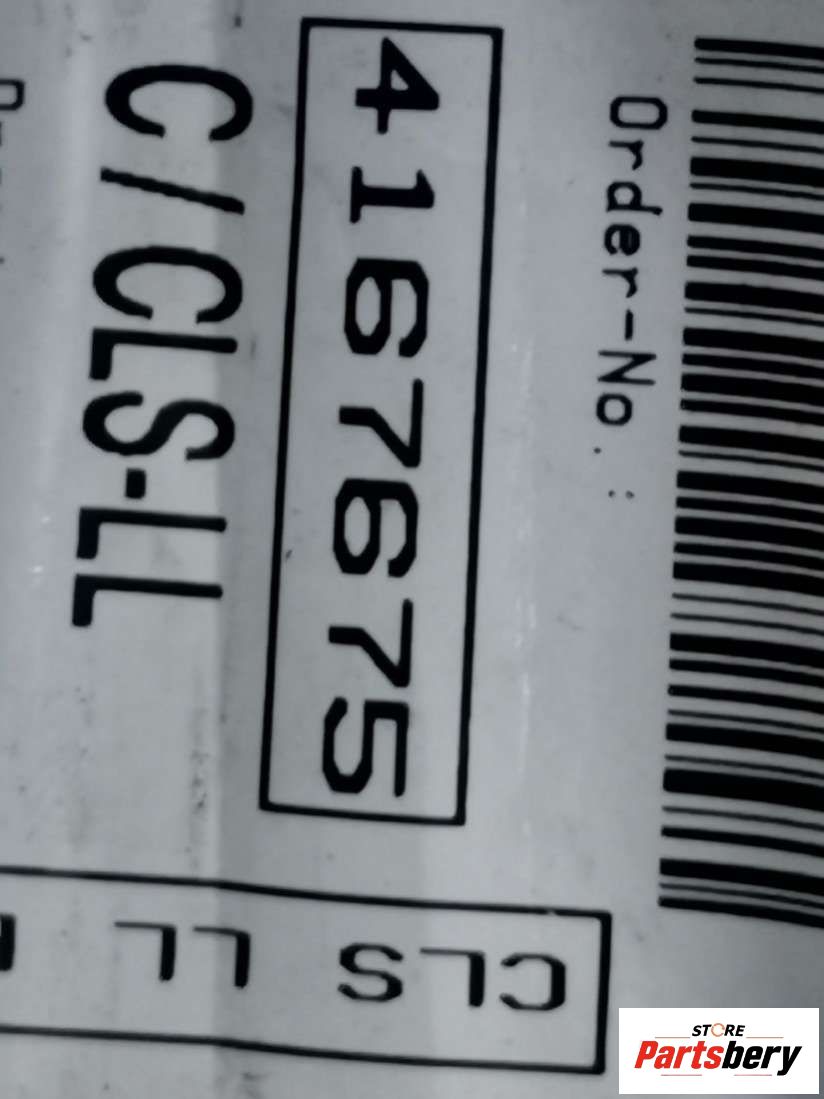 Order-No.:
4167675
C/CLS-LL
CLS LL
STORE
Partsbery